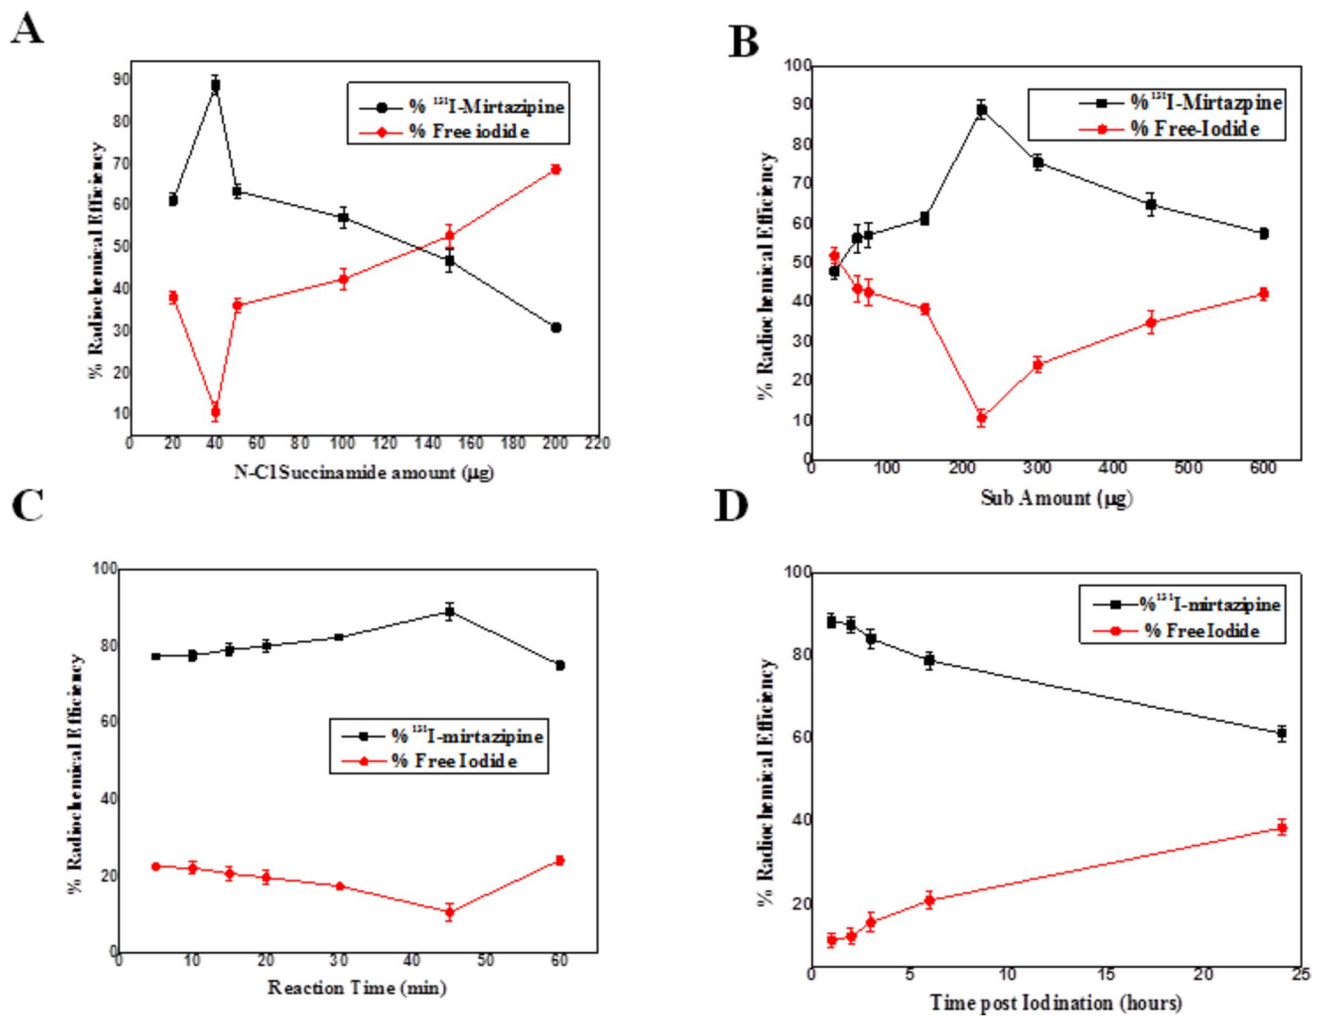 A
% Radiochemical Efficiency
90
80
70
60
50
40
30
20
10
0 20 40 60 80 100 120 140 160 180 200 220
N-ClSuccinamide amount (μg)
% ¹³¹I-Mirtazipine
% Free iodide
B
% Radiochemical Efficiency
100
90
80
70
60
50
40
30
20
10
0
0 100 200 300 400 500 600
Sub Amount (μg)
%¹³¹I-Mirtazpine
% Free-Iodide
C
% Radiochemical Efficiency
100
80
60
40
20
0
0 10 20 30 40 50 60
Reaction Time (min)
%¹³¹I-mirtazipine
% Free Iodide
D
% Radiochemical Efficiency
100
80
60
40
20
0 5 10 15 20 25
Time post Iodination (hours)
%¹³¹I-mirtazipine
% Free Iodide